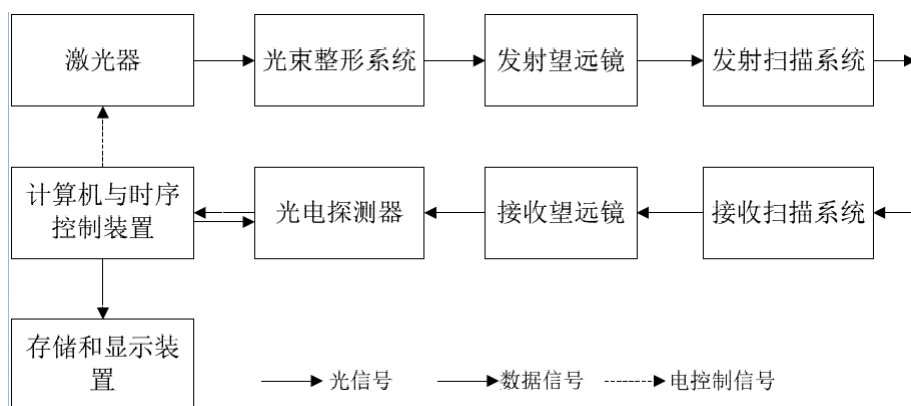 激光器
光束整形系统
发射望远镜
发射扫描系统
计算机与时序
控制装置
光电探测器
接收望远镜
接收扫描系统
存储和显示装
置
光信号
数据信号
电控制信号